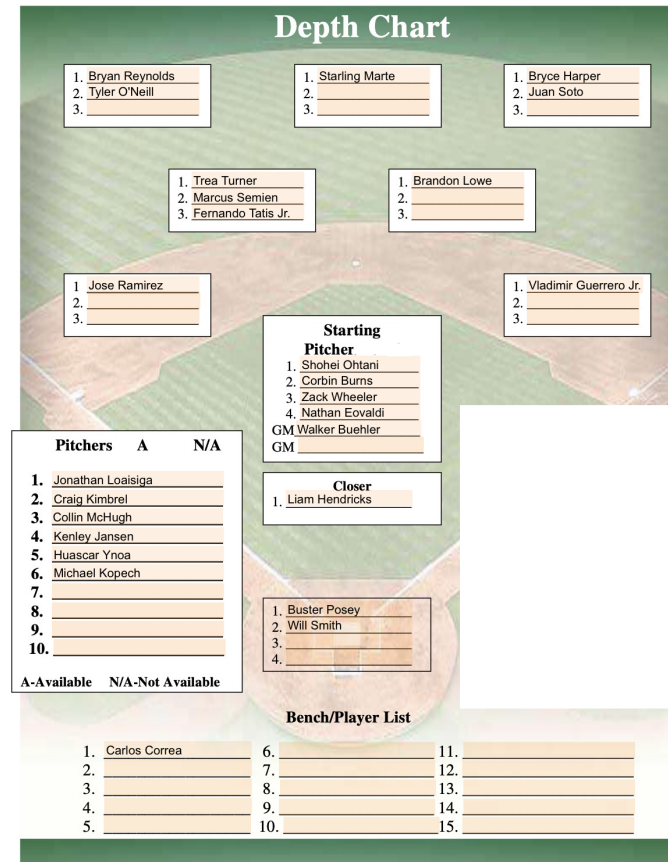 Depth Chart
1. Bryan Reynolds
2. Tyler O'Neill
3.
1. Starling Marte
2.
3.
1. Bryce Harper
2. Juan Soto
3.
1. Trea Turner
2. Marcus Semien
3. Fernando Tatis Jr.
1. Brandon Lowe
2.
3.
1 Jose Ramirez
2.
3.
1. Vladimir Guerrero Jr.
2.
3.
Starting
Pitcher
1. Shohei Ohtani
2. Corbin Burns
3. Zack Wheeler
4. Nathan Eovaldi
GM Walker Buehler
GM
Pitchers A N/A
1. Jonathan Loaisiga
2. Craig Kimbrel
3. Collin McHugh
4. Kenley Jansen
5. Huascar Ynoa
6. Michael Kopech
7.
8.
9.
10.
A-Available N/A-Not Available
Closer
1. Liam Hendricks
1. Buster Posey
2. Will Smith
3.
4.
Bench/Player List
1. Carlos Correa
2.
3.
4.
5.
6.
7.
8.
9.
10.
11.
12.
13.
14.
15.